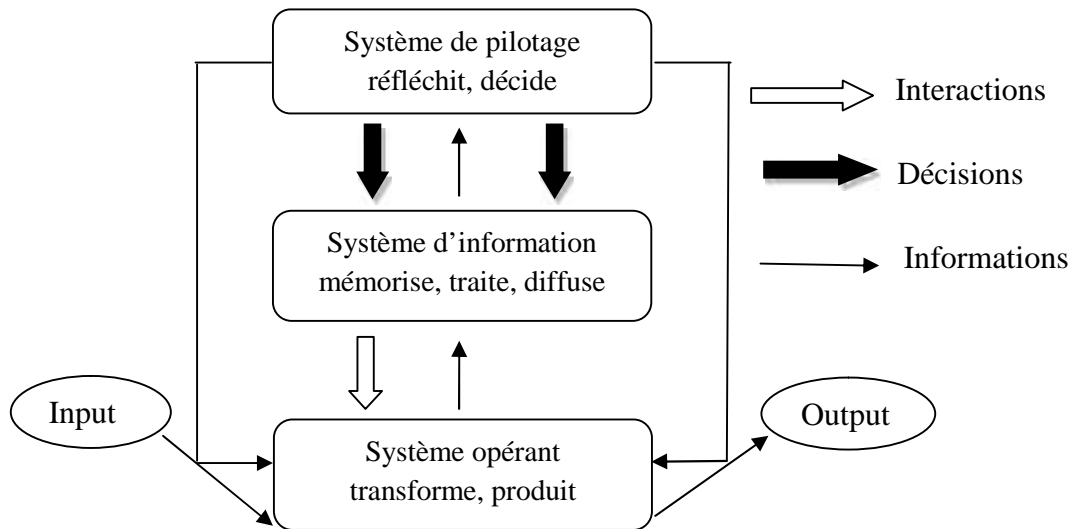 Système de pilotage
réfléchit, décide
Interactions
Décisions
Système d’information
mémorise, traite, diffuse
Informations
Input
Output
Système opérant
transforme, produit